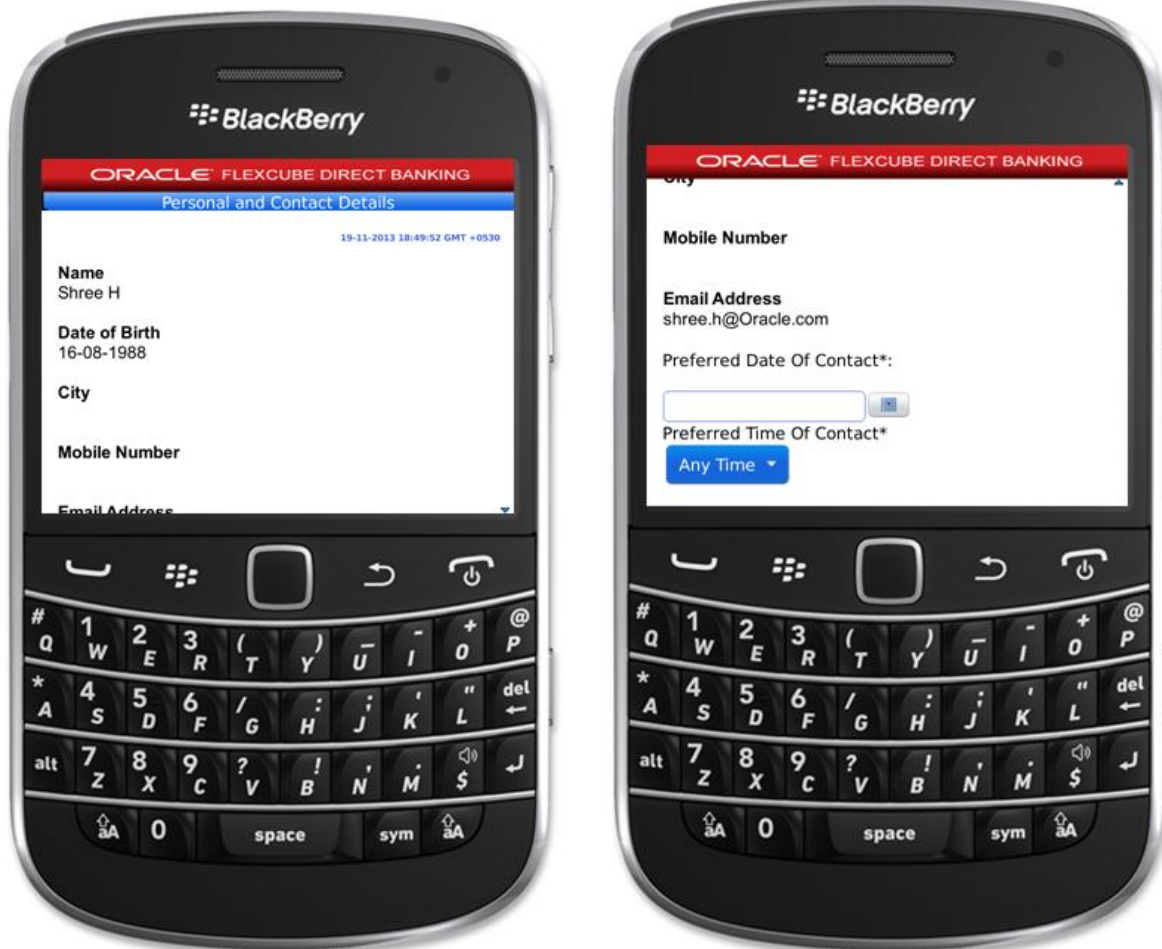 BlackBerry
ORACLE FLEXCUBE DIRECT BANKING
Personal and Contact Details
19-11-2013 18:49:52 GMT +0530
Name
Shree H
Date of Birth
16-08-1988
City
Mobile Number
Email Address
# 1 2 3 ( ) _ - + @
Q W E R T Y U I O P
* 4 5 6 / : ; ' " del
A S D F G H J K L
alt 7 8 9 ? ! , .
Z X C V B N M $
aA 0 space sym aA
BlackBerry
ORACLE FLEXCUBE DIRECT BANKING
City
Mobile Number
Email Address
shree.h@Oracle.com
Preferred Date Of Contact*:
Preferred Time Of Contact*
Any Time
# 1 2 3 ( ) _ - + @
Q W E R T Y U I O P
* 4 5 6 / : ; ' " del
A S D F G H J K L
alt 7 8 9 ? ! , .
Z X C V B N M $
aA 0 space sym aA